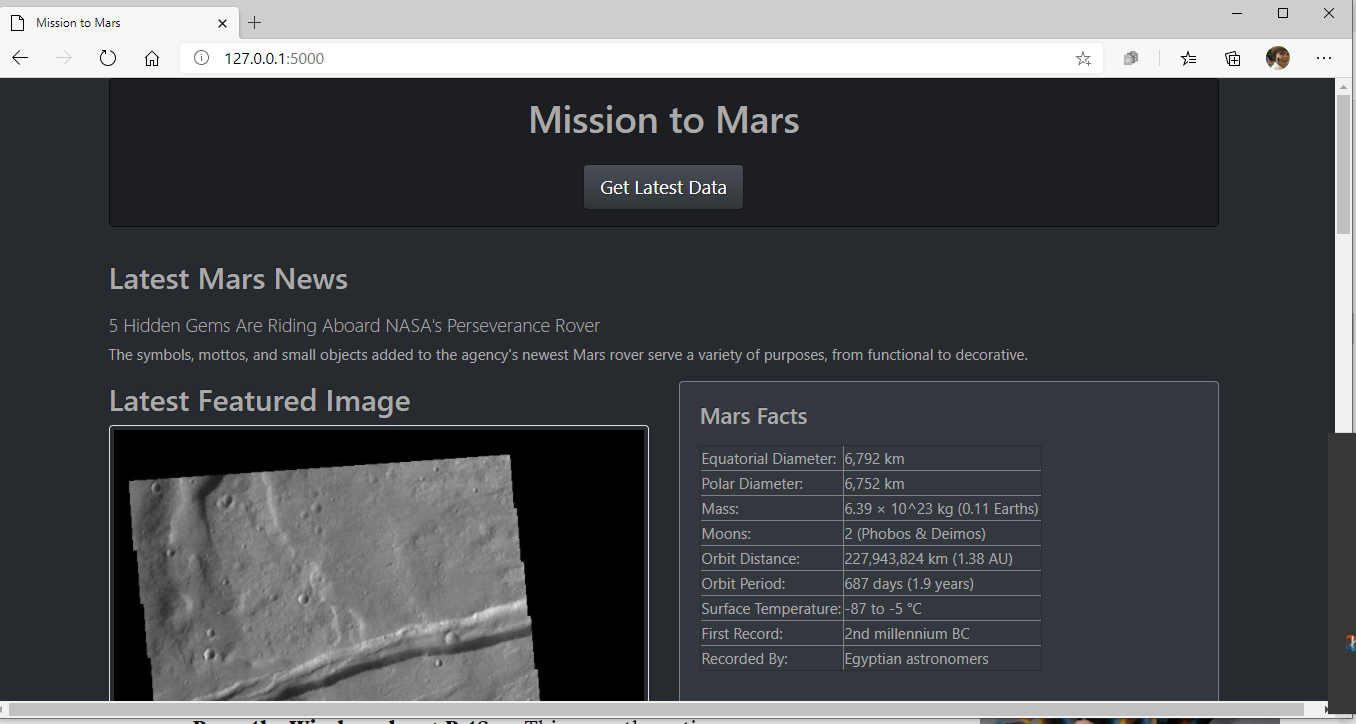 Mission to Mars
127.0.0.1:5000
Mission to Mars
Get Latest Data
Latest Mars News
5 Hidden Gems Are Riding Aboard NASA's Perseverance Rover
The symbols, mottos, and small objects added to the agency's newest Mars rover serve a variety of purposes, from functional to decorative.
Latest Featured Image
Mars Facts
Equatorial Diameter: 6,792 km
Polar Diameter: 6,752 km
Mass: 6.39 × 10^23 kg (0.11 Earths)
Moons: 2 (Phobos & Deimos)
Orbit Distance: 227,943,824 km (1.38 AU)
Orbit Period: 687 days (1.9 years)
Surface Temperature: -87 to -5 °C
First Record: 2nd millennium BC
Recorded By: Egyptian astronomers